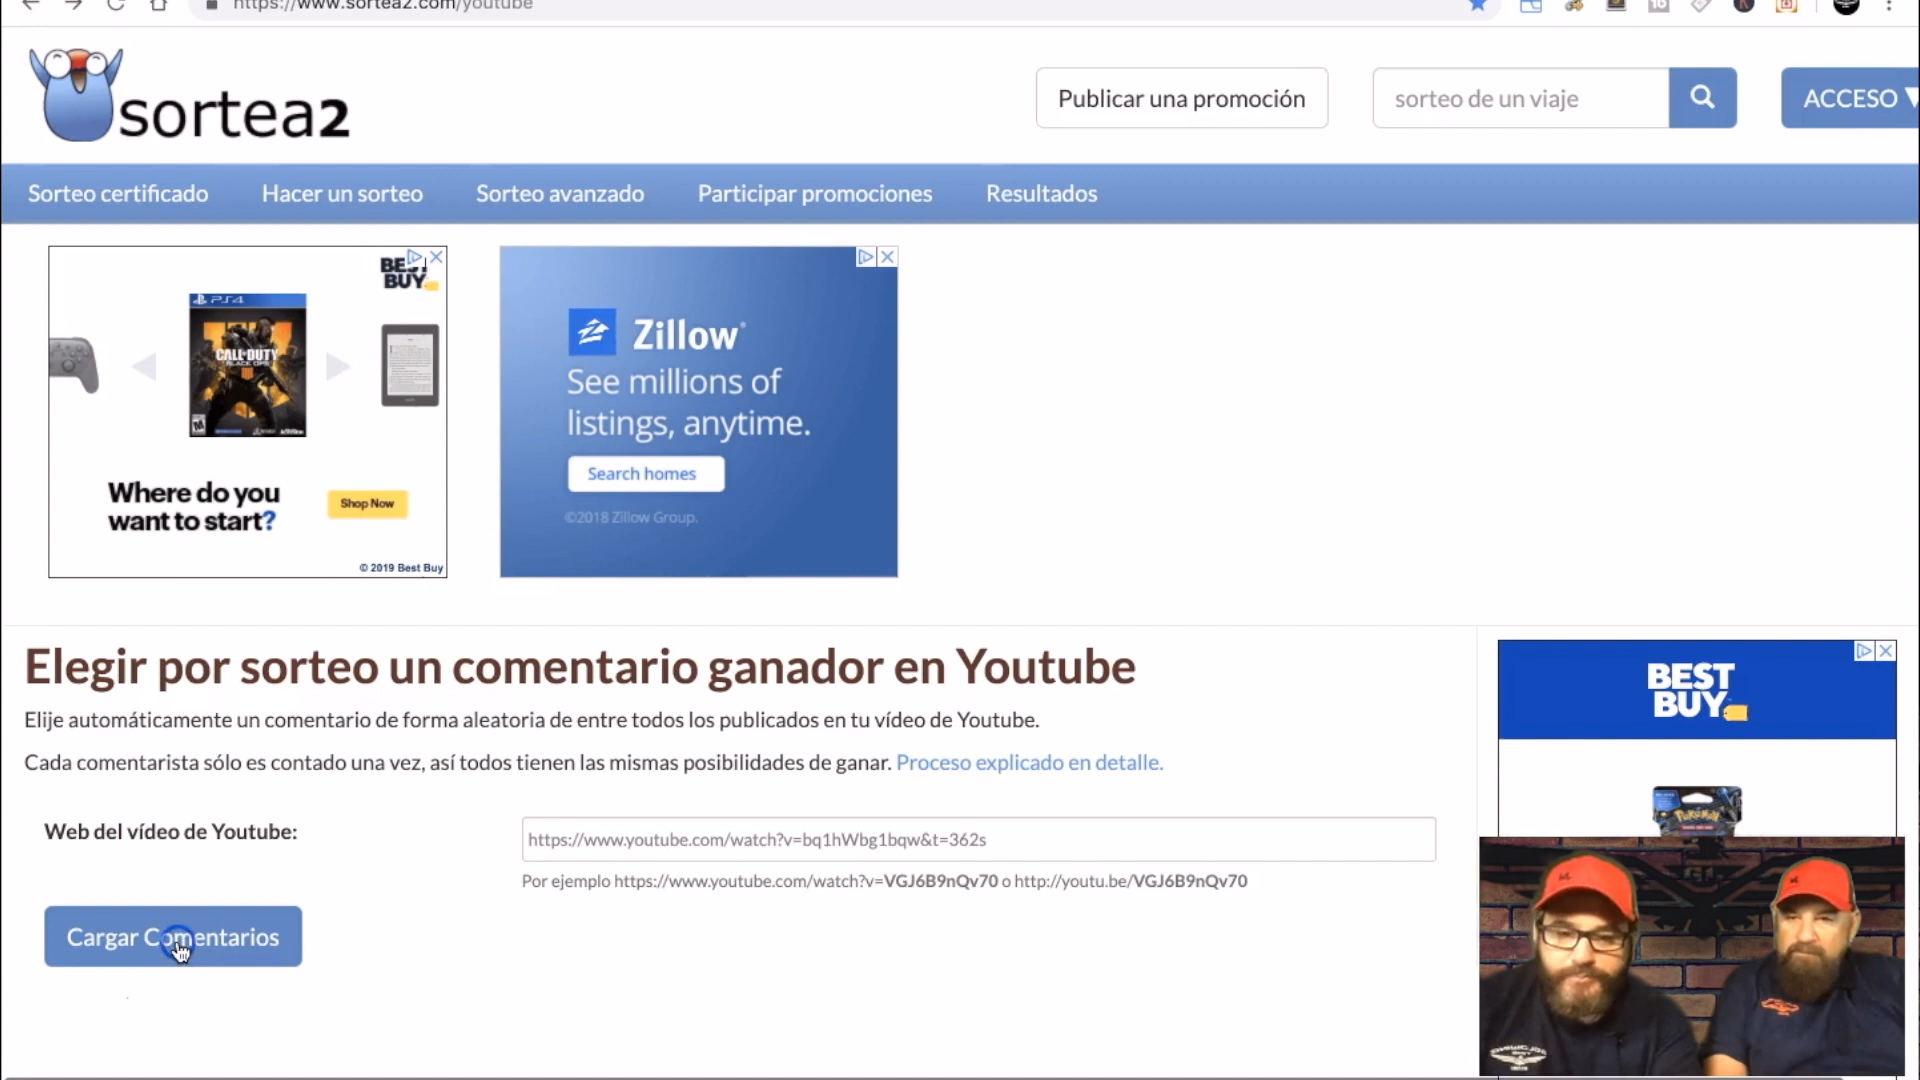 https://www.sortea2.com/youtube
sortea2
Publicar una promoción
sorteo de un viaje
ACCESO
Sorteo certificado
Hacer un sorteo
Sorteo avanzado
Participar promociones
Resultados
BEST
BUY
PS4
CALL DUTY
BLACK OPS
Where do you
want to start?
Shop Now
© 2019 Best Buy
Zillow
See millions of
listings, anytime.
Search homes
©2018 Zillow Group.
Elegir por sorteo un comentario ganador en Youtube
Elije automáticamente un comentario de forma aleatoria de entre todos los publicados en tu vídeo de Youtube.
Cada comentarista sólo es contado una vez, así todos tienen las mismas posibilidades de ganar. Proceso explicado en detalle.
Web del vídeo de Youtube:
https://www.youtube.com/watch?v=bq1hWbg1bqw&t=362s
Por ejemplo https://www.youtube.com/watch?v=VGJ6B9nQv70 o http://youtu.be/VGJ6B9nQv70
Cargar Comentarios
BEST
BUY
Pokémon